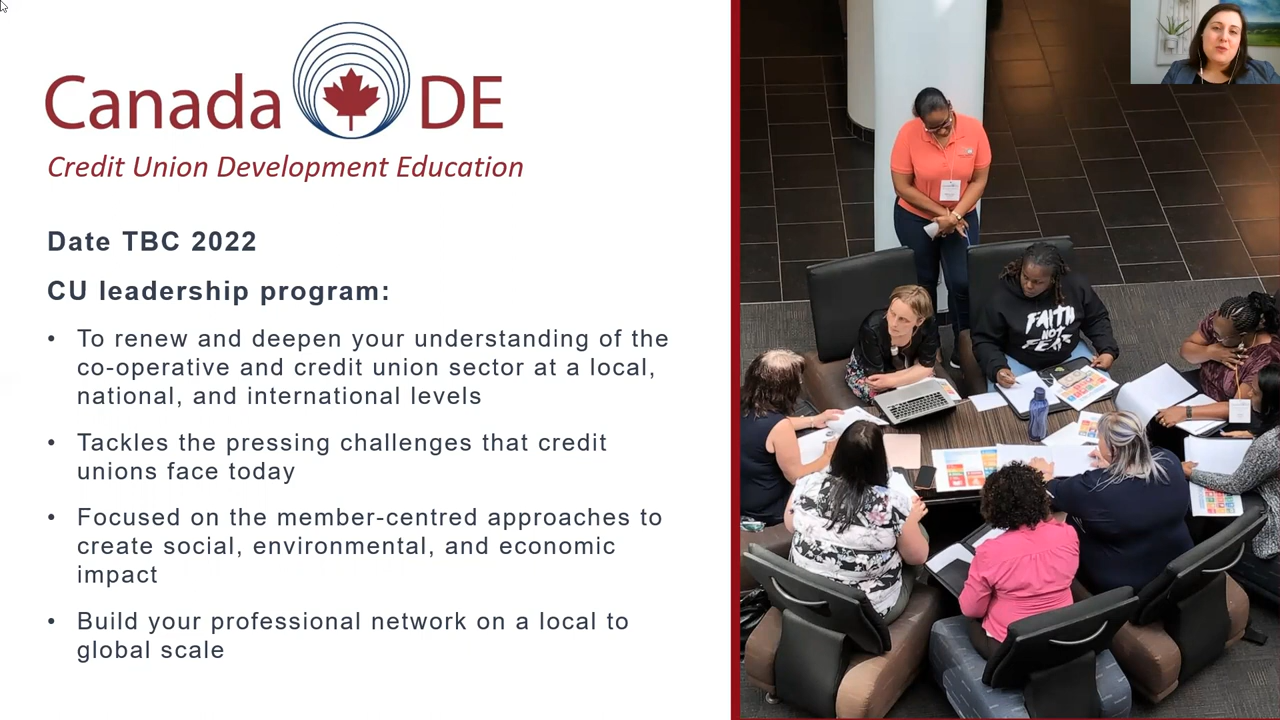 Canada DE
Credit Union Development Education
Date TBC 2022
CU leadership program:
• To renew and deepen your understanding of the
co-operative and credit union sector at a local,
national, and international levels
• Tackles the pressing challenges that credit
unions face today
• Focused on the member-centred approaches to
create social, environmental, and economic
impact
• Build your professional network on a local to
global scale
FAITH
NOT
FEAR